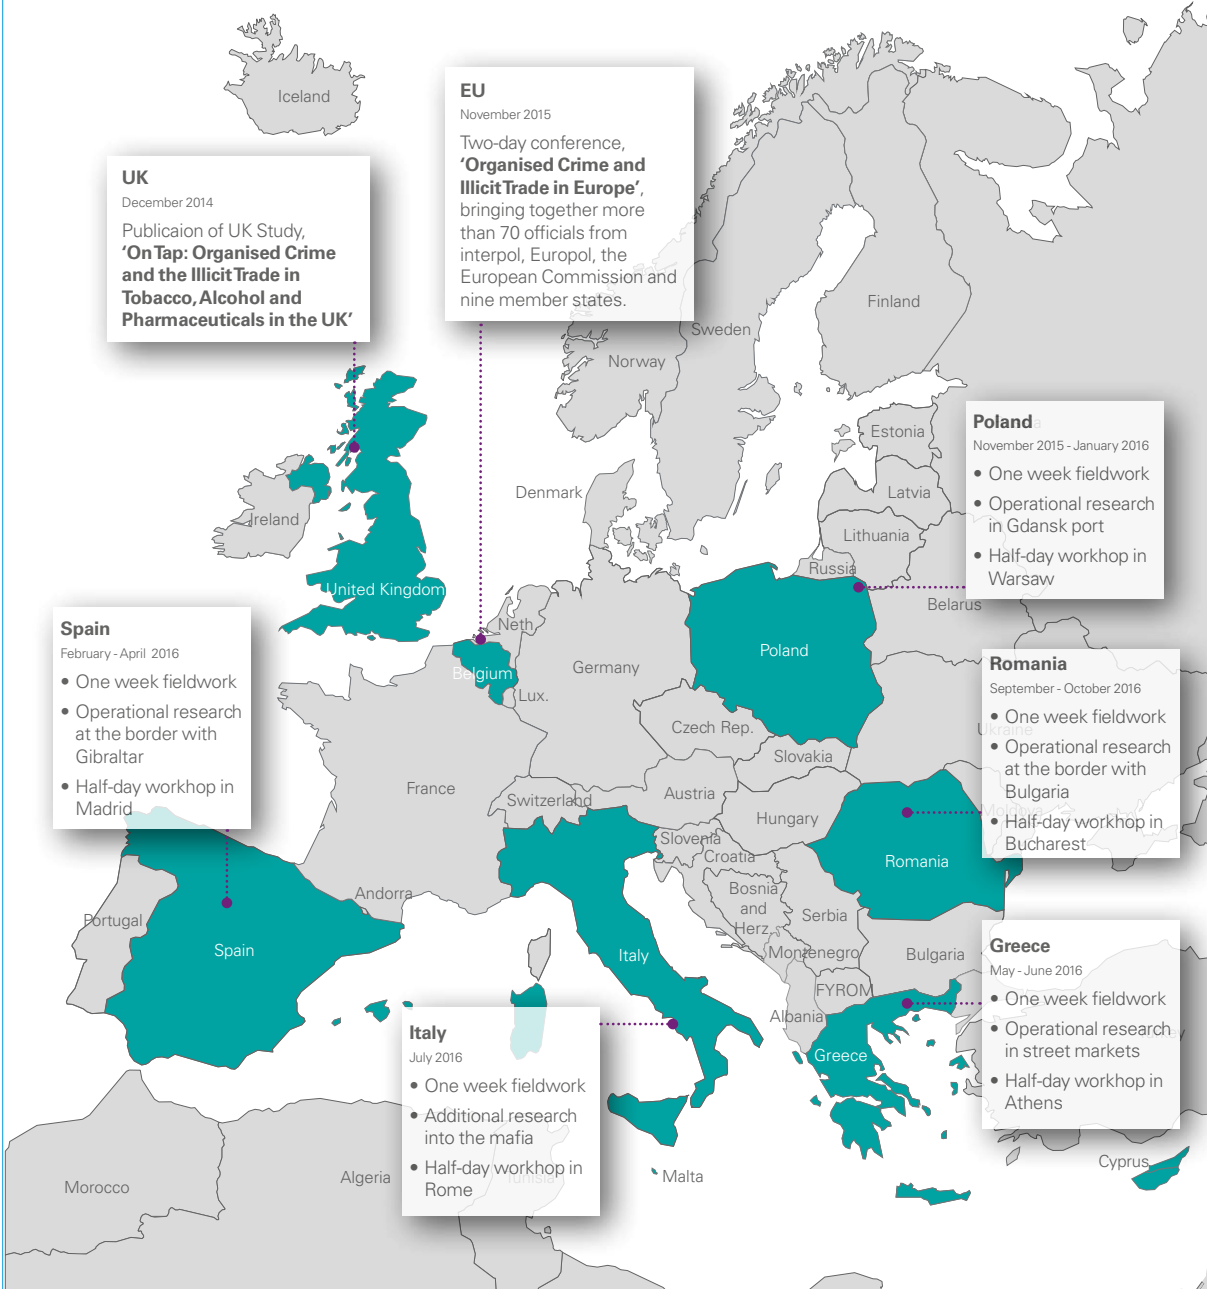 Iceland
EU
November 2015
Two-day conference,
‘Organised Crime and
Illicit Trade in Europe’,
bringing together more
than 70 officials from
interpol, Europol, the
European Commission and
nine member states.
UK
December 2014
Publicaion of UK Study,
‘On Tap: Organised Crime
and the Illicit Trade in
Tobacco, Alcohol and
Pharmaceuticals in the UK’
Finland
Sweden
Norway
Poland
November 2015 - January 2016
• One week fieldwork
• Operational research
in Gdansk port
• Half-day workhop in
Warsaw
Estonia
Latvia
Denmark
Ireland
Lithuania
Russia
United Kingdom
Belarus
Neth.
Spain
February - April 2016
• One week fieldwork
• Operational research
at the border with
Gibraltar
• Half-day workhop in
Madrid
Poland
Germany
Belgium
Lux.
Romania
September - October 2016
• One week fieldwork
• Operational research
at the border with
Bulgaria
• Half-day workhop in
Bucharest
Ukraine
Moldova
Czech Rep.
Slovakia
France
Switzerland
Austria
Hungary
Slovenia
Croatia
Romania
Andorra
Bosnia
and
Herz.
Serbia
Portugal
Spain
Italy
Montenegro
Bulgaria
FYROM
Albania
Greece
Greece
May - June 2016
• One week fieldwork
• Operational research
in street markets
• Half-day workhop in
Athens
Italy
July 2016
• One week fieldwork
• Additional research
into the mafia
• Half-day workhop in
Rome
Tunisia
Morocco
Algeria
Malta
Cyprus